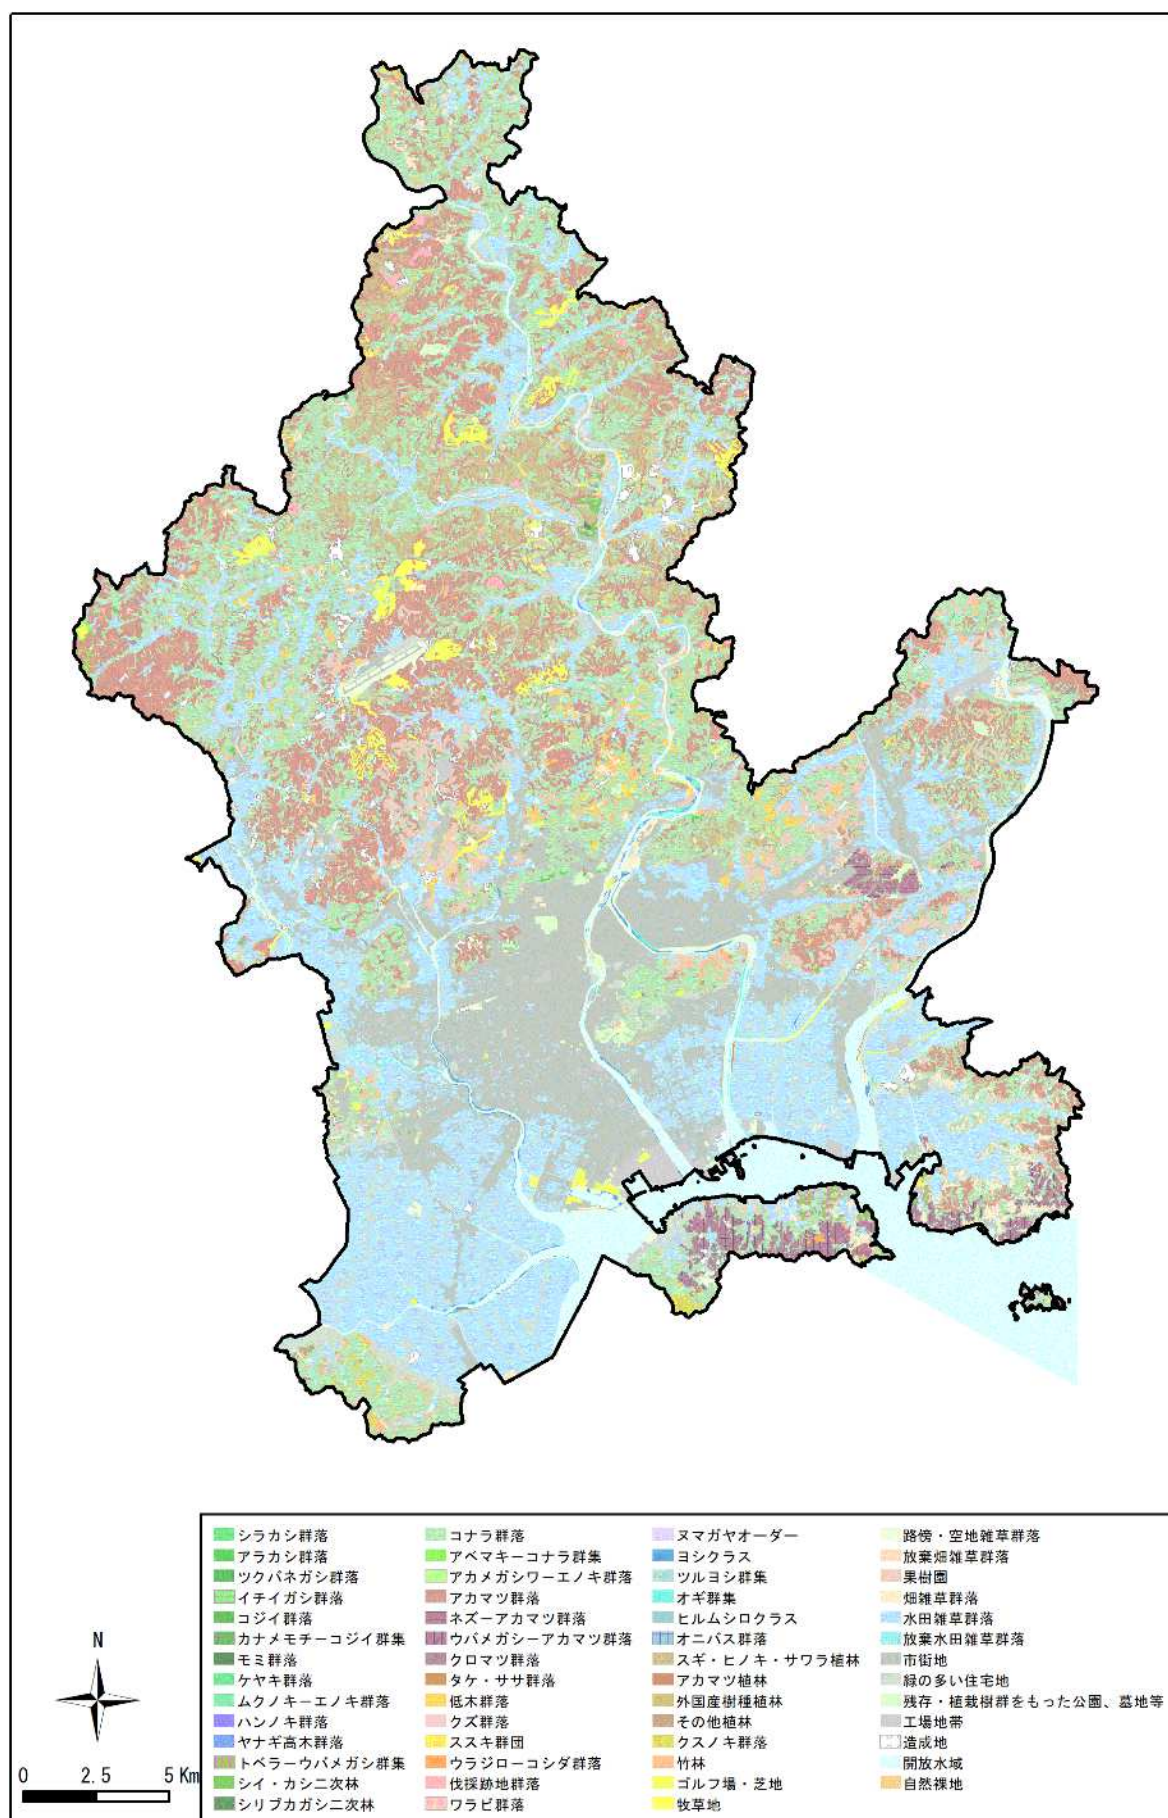 N
0 2.5 5 Km
シラカシ群落
アラカシ群落
ツクバネガシ群落
イチイガシ群落
コジイ群落
カナメモチーコジイ群集
モミ群落
ケヤキ群落
ムクノキーエノキ群落
ハンノキ群落
ヤナギ高木群落
トベラーウバメガシ群集
シイ・カシ二次林
シリブカガシ二次林
コナラ群落
アベマキーコナラ群集
アカメガシワーエノキ群落
アカマツ群落
ネズーアカマツ群落
ウバメガシーアカマツ群落
クロマツ群落
タケ・ササ群落
低木群落
クズ群落
ススキ群団
ウラジローコシダ群落
伐採跡地群落
ワラビ群落
ヌマガヤオーダー
ヨシクラス
ツルヨシ群集
オギ群集
ヒルムシロクラス
オニバス群落
スギ・ヒノキ・サワラ植林
アカマツ植林
外国産樹種植林
その他植林
クスノキ群落
竹林
ゴルフ場・芝地
牧草地
路傍・空地雑草群落
放棄畑雑草群落
果樹園
畑雑草群落
水田雑草群落
放棄水田雑草群落
市街地
緑の多い住宅地
残存・植栽樹群をもった公園、墓地等
工場地帯
造成地
開放水域
自然裸地